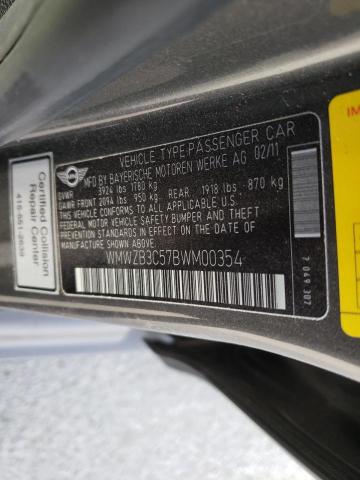 VEHICLE TYPE-PASSENGER CAR
MFD BY BAYERISCHE MOTOREN WERKE AG 02/11
GVWR 3924 lbs 1780 kg
GAWR FRONT 2094 lbs 950 kg REAR 1918 lbs - 870 kg
THIS VEHICLE CONFORMS TO ALL APPLICABLE FEDERAL
MOTOR VEHICLE SAFETY, BUMPER, AND THEFT
PREVENTION STANDARDS IN EFFECT ON THE DATE OF
MANUFACTURE SHOWN ABOVE.
WMWZB3C57BWM00354
7 049 307
Certified Collision
Repair Center